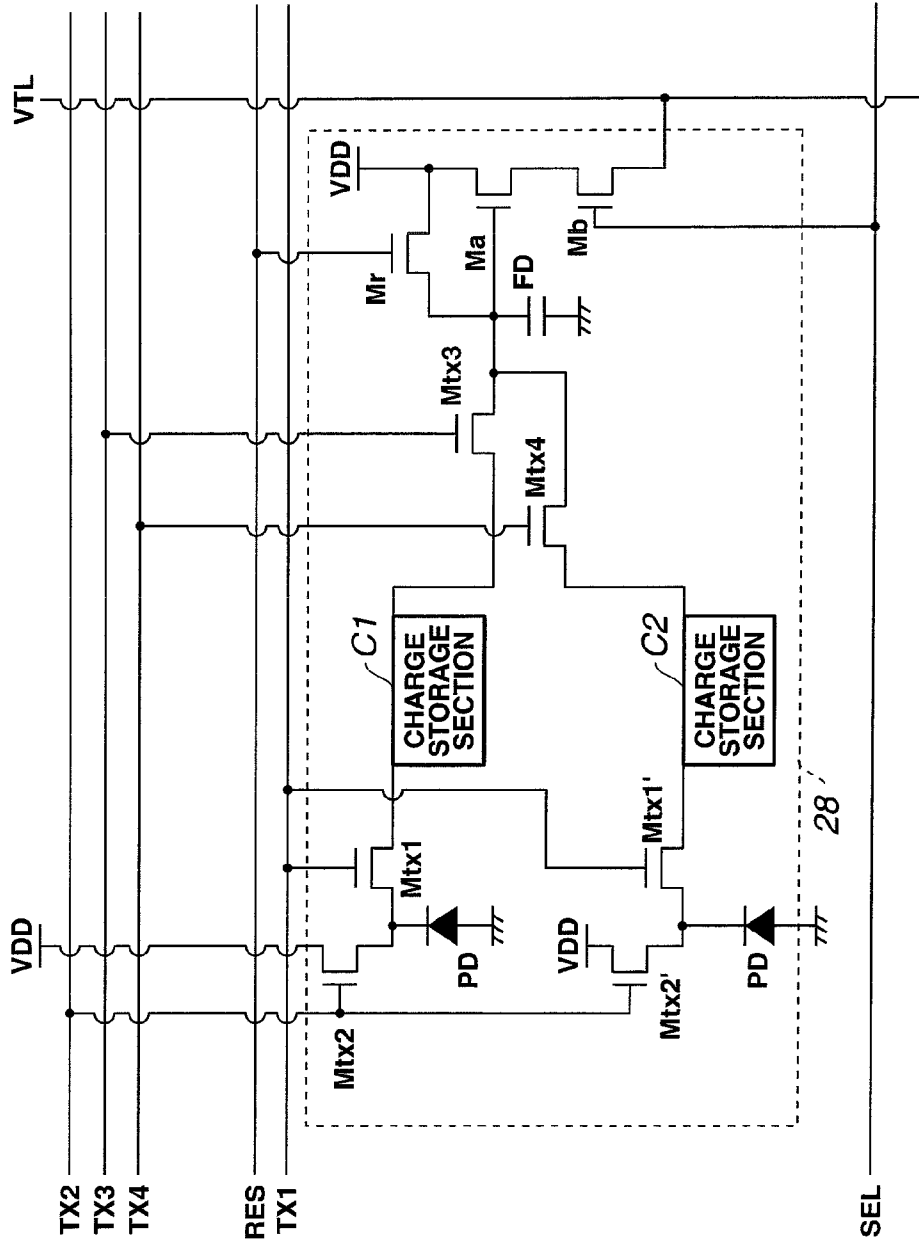 VTL
VDD
TX2
TX3
TX4
RES
TX1
SEL
VDD
Mr
Ma
Mb
FD
Mtx3
Mtx4
C1
CHARGE
STORAGE
SECTION
C2
CHARGE
STORAGE
SECTION
Mtx1
Mtx1'
Mtx2
VDD
Mtx2'
PD
PD
28